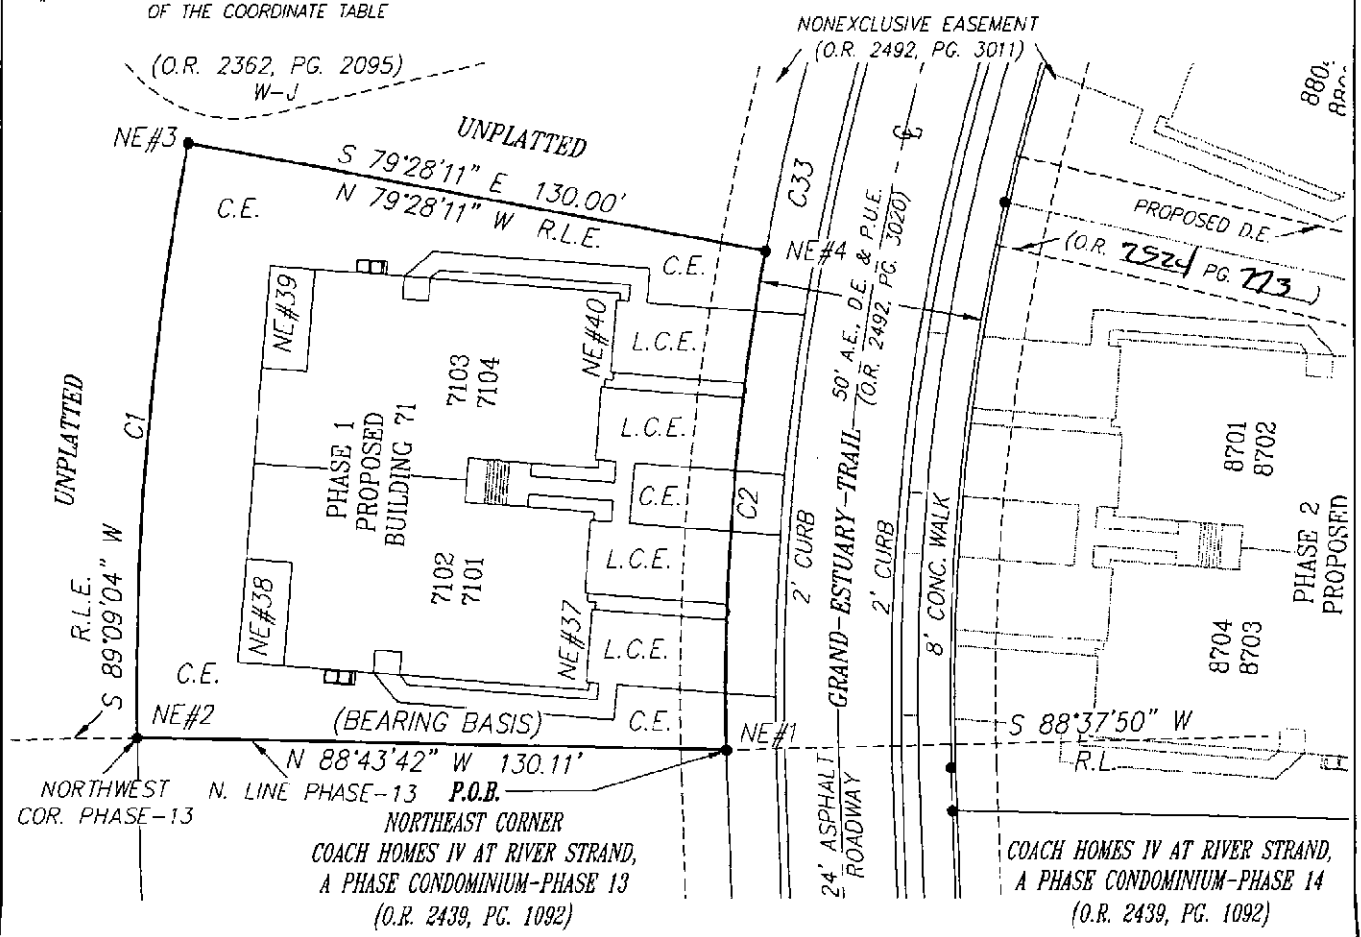 OF THE COORDINATE TABLE
NONEXCLUSIVE EASEMENT
(O.R. 2492, PG. 3011)
(O.R. 2362, PG. 2095)
W-J
NE#3
UNPLATTED
S 79°28'11" E 130.00'
N 79°28'11" W R.L.E.
C.E.
NE#4
C.E.
C33
50' A.E., D.E. & P.U.E.
(O.R. 2492, PG. 3020)
PROPOSED D.E.
(O.R. 2524 PG. 773)
NE#39
NE#40
7103
7104
L.C.E.
L.C.E.
C.E.
C2
L.C.E.
L.C.E.
PHASE 1
PROPOSED
BUILDING 71
7102
7101
NE#38
NE#37
UNPLATTED
C1
R.L.E.
S 89°09'04" W
C.E.
C.E.
2' CURB
GRAND ESTUARY TRAIL
2' CURB
8' CONC. WALK
24' ASPHALT
ROADWAY
8701
8702
PHASE 2
PROPOSED
8704
8703
NE#2
(BEARING BASIS)
NE#1
S 88°37'50" W
R.L.
N 88°43'42" W 130.11'
NORTHWEST
COR. PHASE-13
N. LINE PHASE-13
P.O.B.
NORTHEAST CORNER
COACH HOMES IV AT RIVER STRAND,
A PHASE CONDOMINIUM-PHASE 13
(O.R. 2439, PG. 1092)
COACH HOMES IV AT RIVER STRAND,
A PHASE CONDOMINIUM-PHASE 14
(O.R. 2439, PG. 1092)